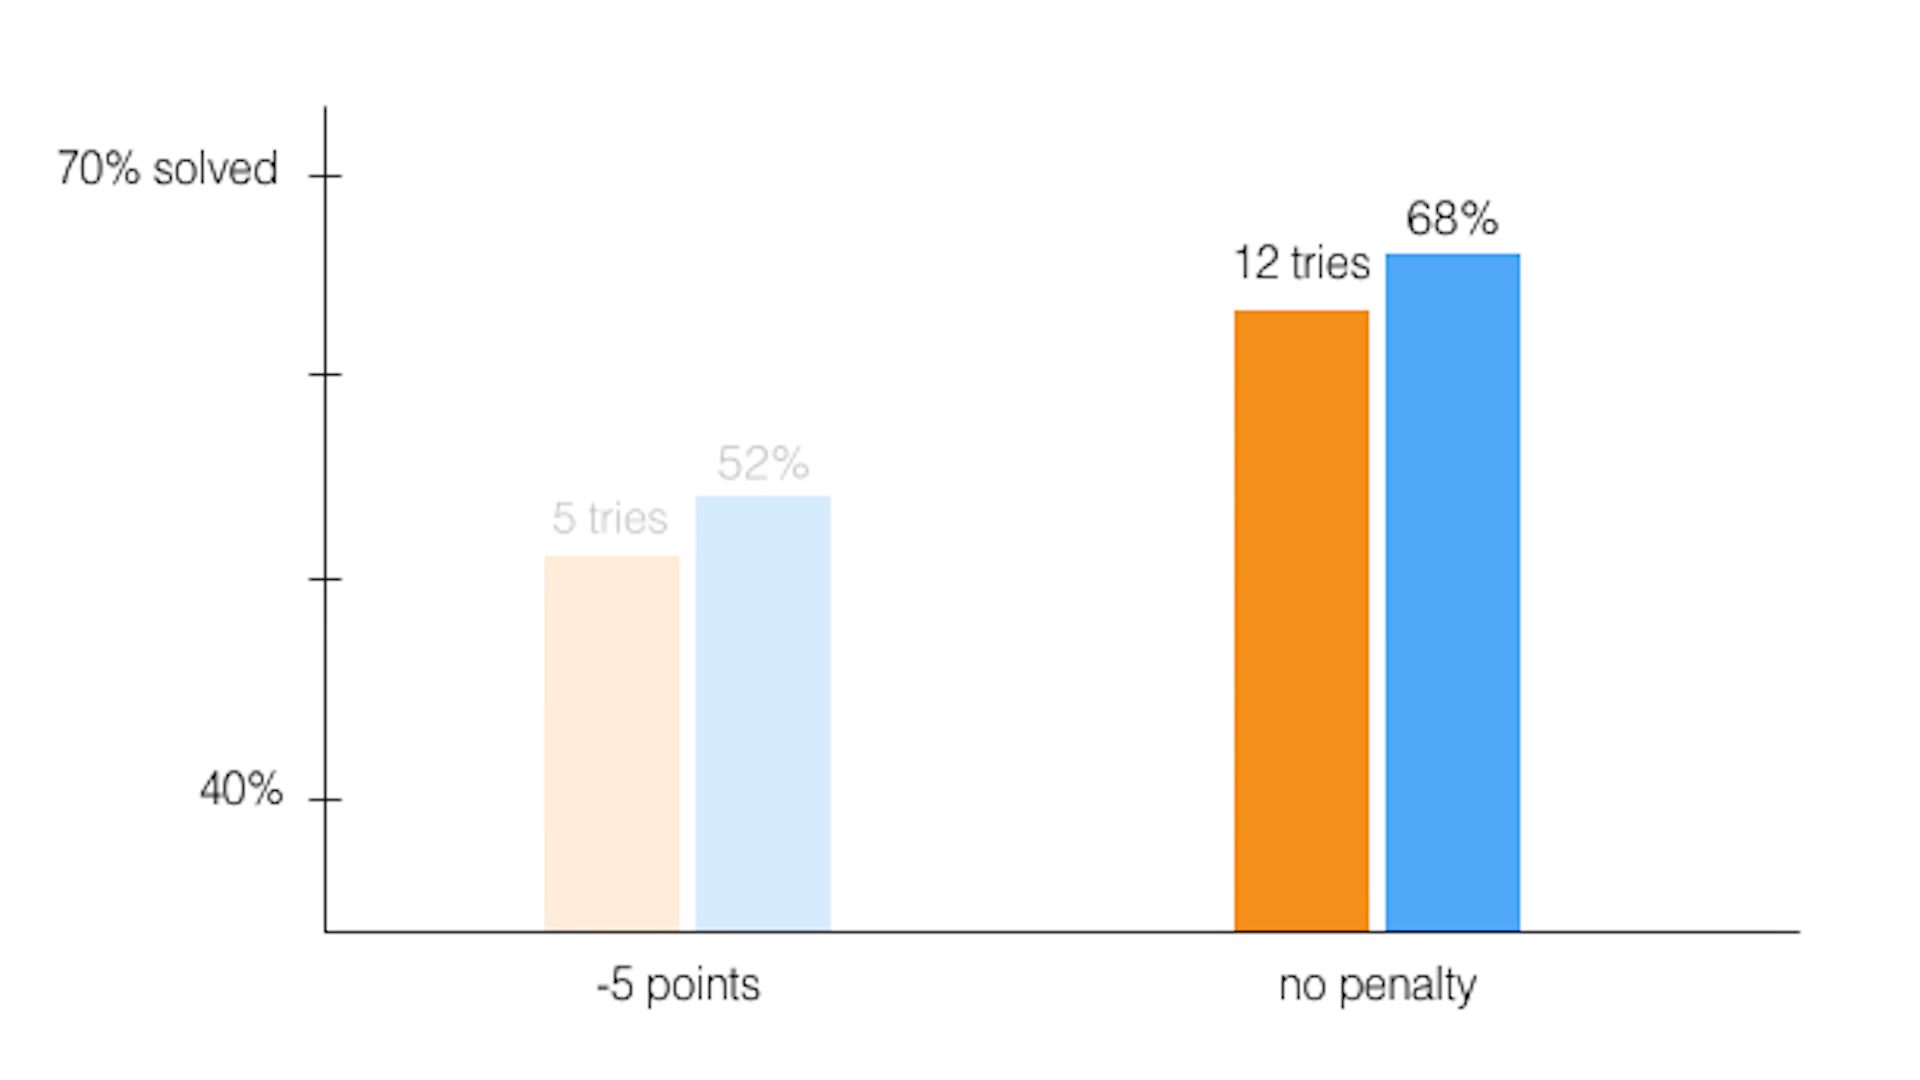 70% solved
68%
12 tries
52%
5 tries
40%
-5 points
no penalty